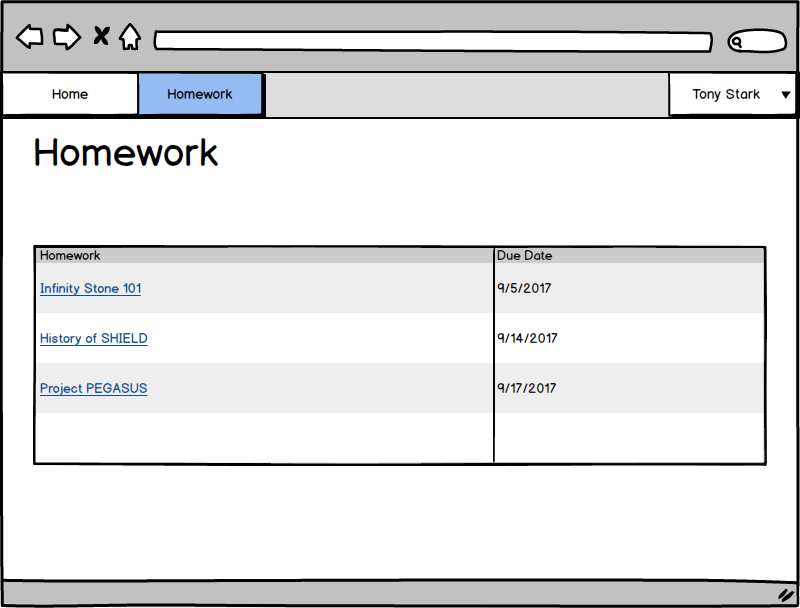 Home Homework Tony Stark
Homework
Homework Due Date
Infinity Stone 101 9/5/2017
History of SHIELD 9/14/2017
Project PEGASUS 9/17/2017